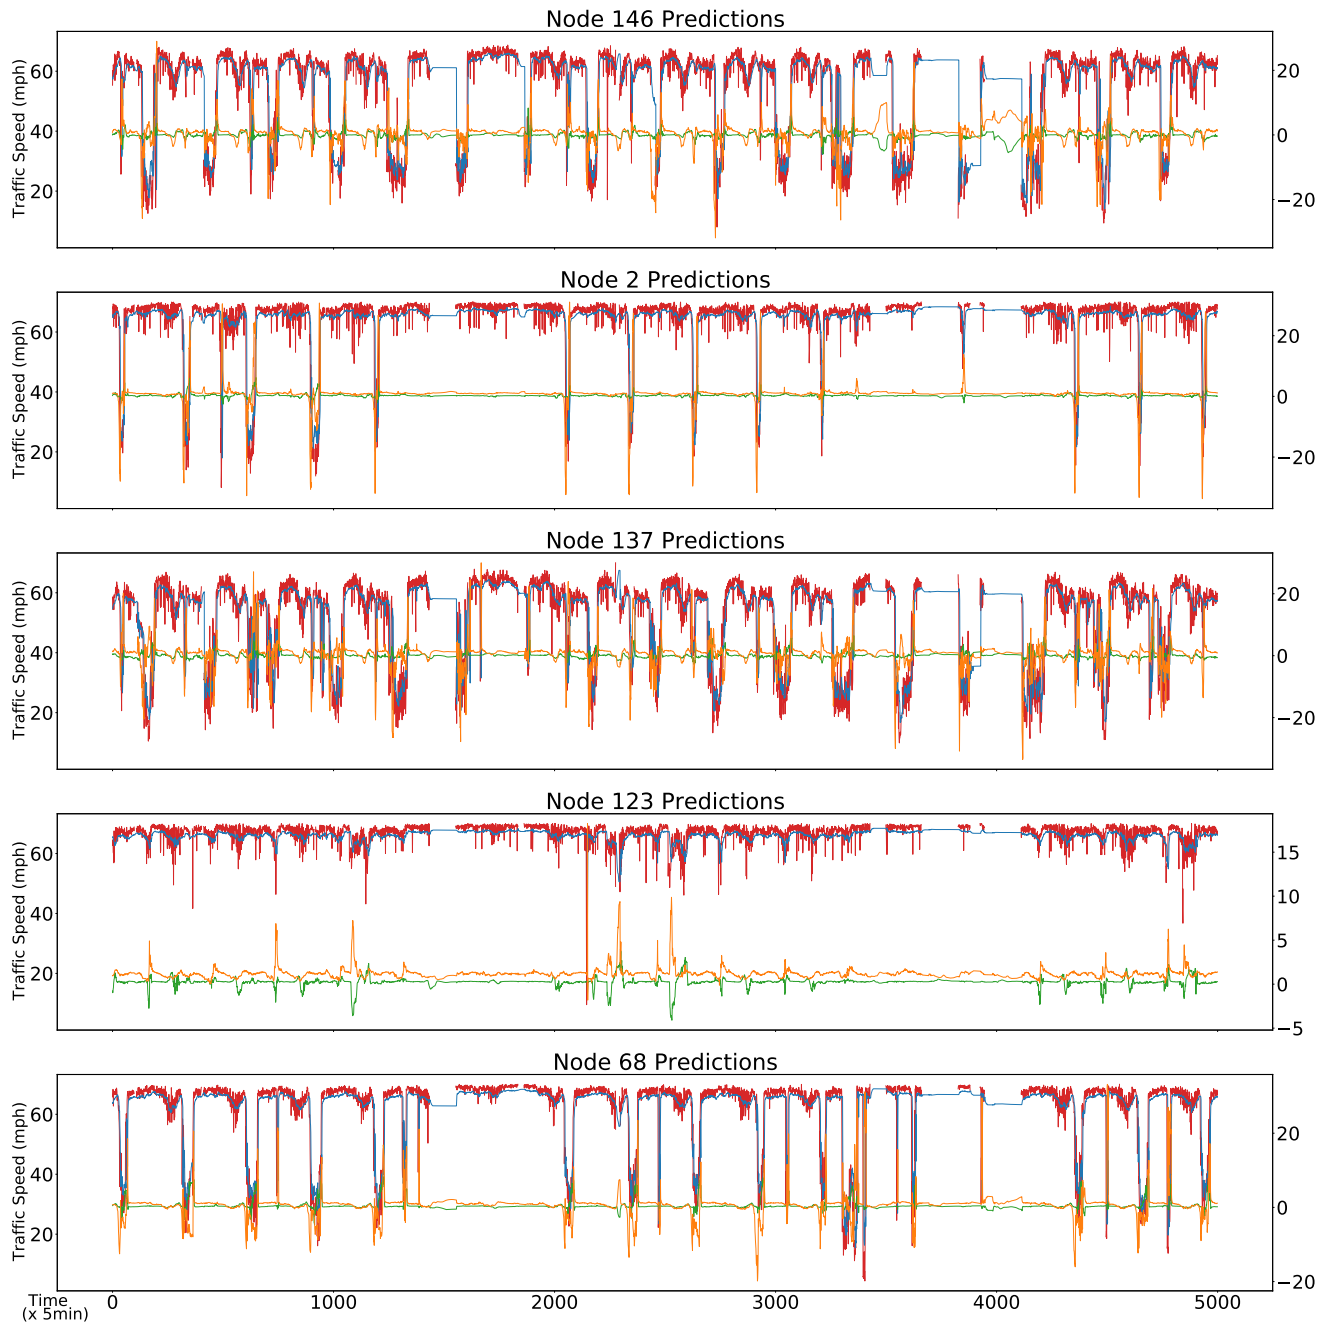 Node 146 Predictions
Traffic Speed (mph)
60
40
20
20
0
−20
Node 2 Predictions
Traffic Speed (mph)
60
40
20
20
0
−20
Node 137 Predictions
Traffic Speed (mph)
60
40
20
20
0
−20
Node 123 Predictions
Traffic Speed (mph)
60
40
20
15
10
5
0
−5
Node 68 Predictions
Traffic Speed (mph)
60
40
20
20
0
−20
Time
(x 5min)
0 1000 2000 3000 4000 5000